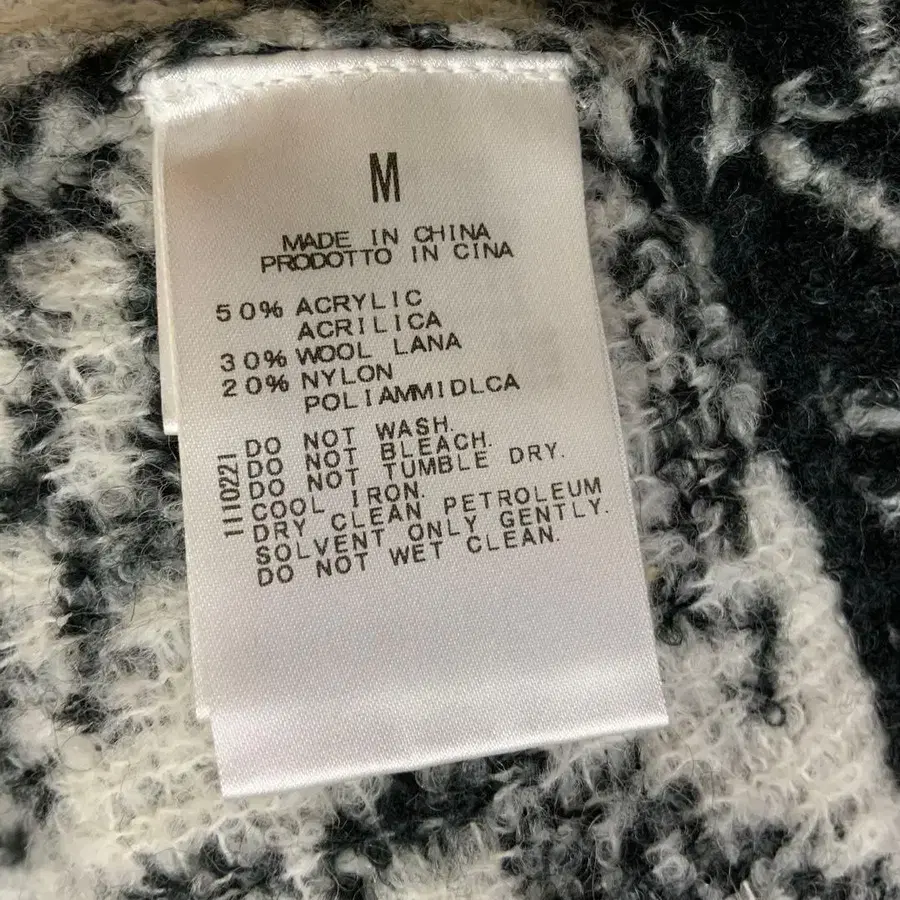 M
MADE IN CHINA
PRODOTTO IN CINA
50% ACRYLIC
ACRILICA
30% WOOL LANA
20% NYLON
POLIAMMIDLCA
1110221
DO NOT WASH.
DO NOT BLEACH.
DO NOT TUMBLE DRY.
COOL IRON.
DRY CLEAN PETROLEUM
SOLVENT ONLY GENTLY.
DO NOT WET CLEAN.